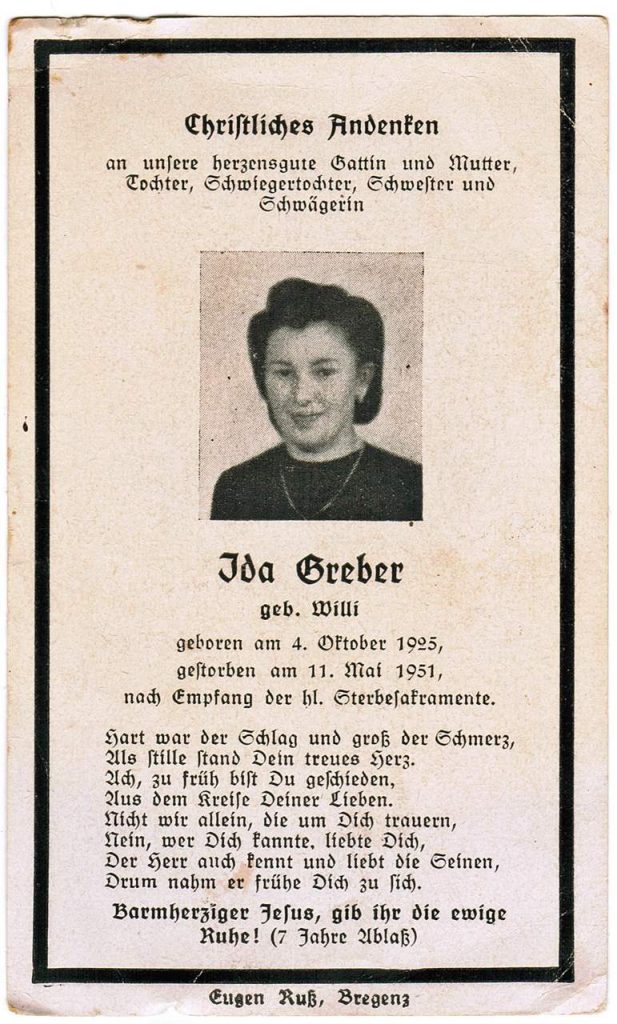 Christliches Andenken
an unsere herzensgute Gattin und Mutter,
Tochter, Schwiegertochter, Schwester und
Schwägerin
Ida Greber
geb. Willi
geboren am 4. Oktober 1925,
gestorben am 11. Mai 1951,
nach Empfang der hl. Sterbesakramente.
Hart war der Schlag und groß der Schmerz,
Als stille stand Dein treues Herz.
Ach, zu früh bist Du geschieden,
Aus dem Kreise Deiner Lieben.
Nicht wir allein, die um Dich trauern,
Nein, wer Dich kannte, liebte Dich,
Der Herr auch kennt und liebt die Seinen,
Drum nahm er frühe Dich zu sich.
Barmherziger Jesus, gib ihr die ewige
Ruhe! (7 Jahre Ablaß)
Eugen Ruß, Bregenz